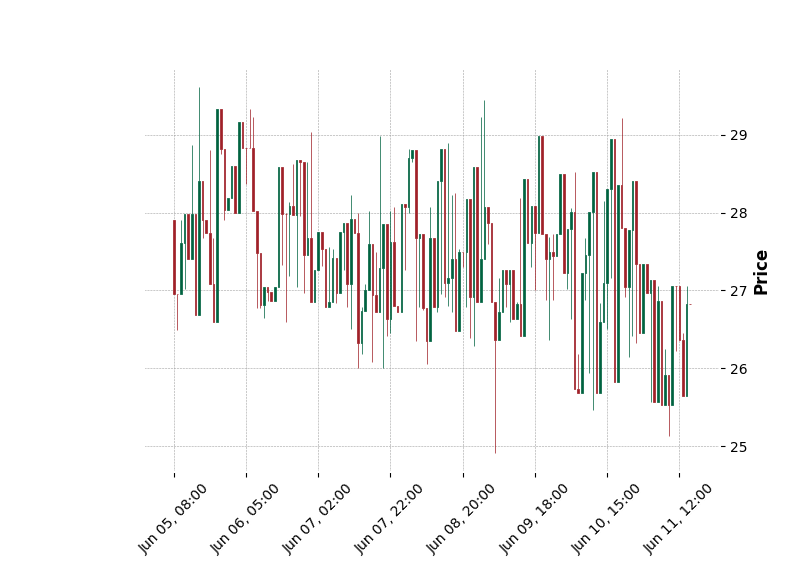 29
28
27
26
25
Price
Jun 05, 08:00
Jun 06, 05:00
Jun 07, 02:00
Jun 07, 22:00
Jun 08, 20:00
Jun 09, 18:00
Jun 10, 15:00
Jun 11, 12:00